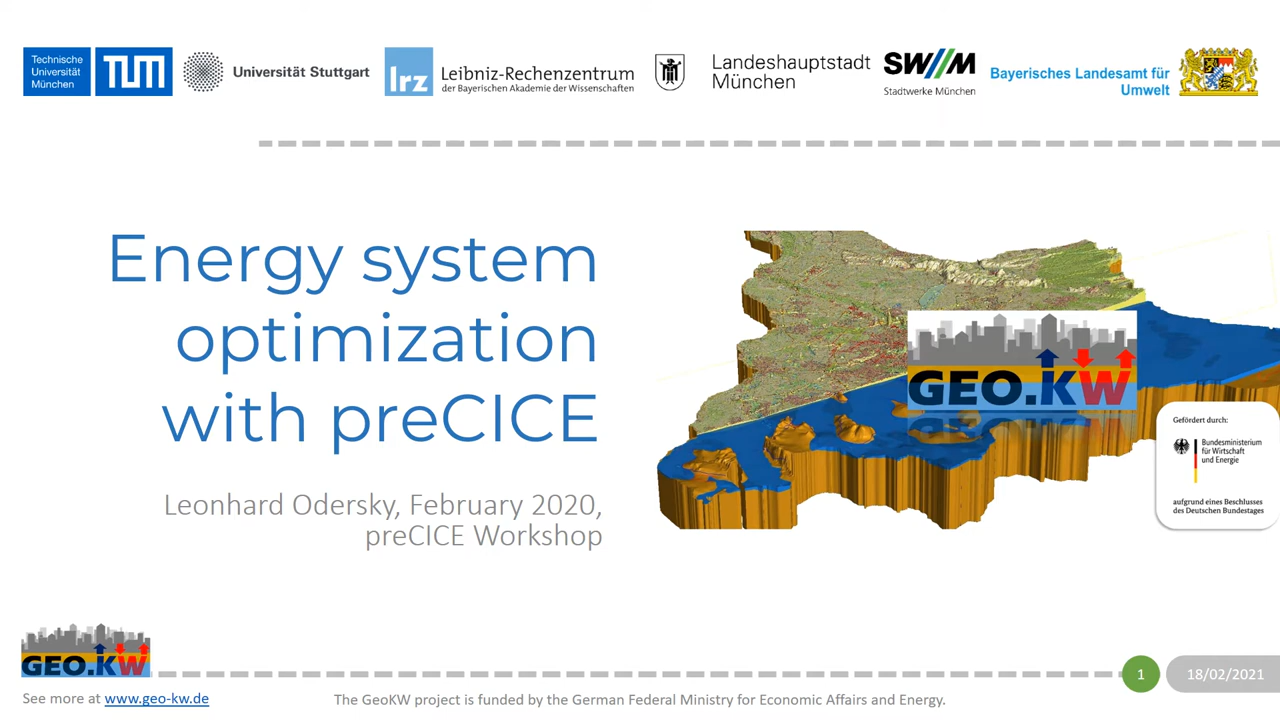 Technische
Universität
München
TUM
Universität Stuttgart
lrz
Leibniz-Rechenzentrum
der Bayerischen Akademie der Wissenschaften
Landeshauptstadt
München
SW//M
Stadtwerke München
Bayerisches Landesamt für
Umwelt
Energy system
optimization
with preCICE
Leonhard Odersky, February 2020,
preCICE Workshop
GEO.KW
Gefördert durch:
Bundesministerium
für Wirtschaft
und Energie
aufgrund eines Beschlusses
des Deutschen Bundestages
GEO.KW
1
18/02/2021
See more at www.geo-kw.de
The GeoKW project is funded by the German Federal Ministry for Economic Affairs and Energy.